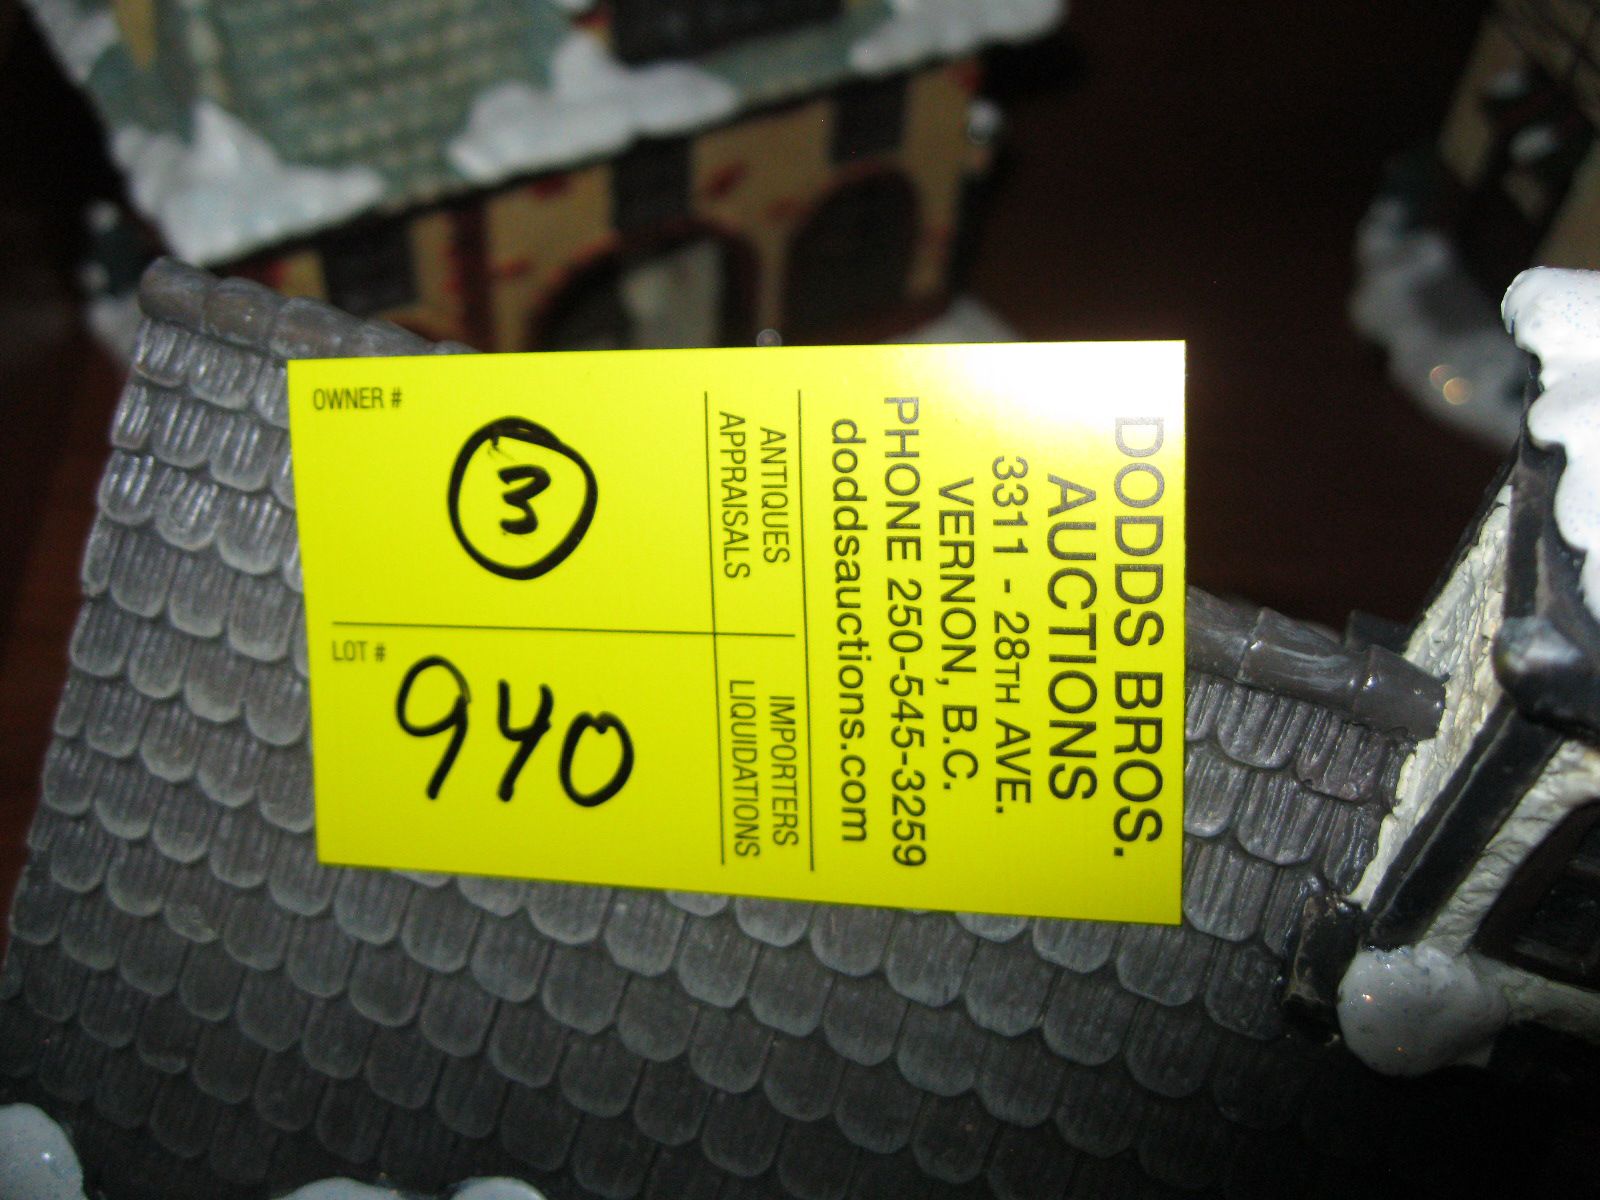 DODDS BROS.
AUCTIONS
3311 - 28TH AVE.
VERNON, B.C.
PHONE 250-545-3259
doddsauctions.com
ANTIQUES
APPRAISALS
IMPORTERS
LIQUIDATIONS
OWNER #
M
LOT #
940